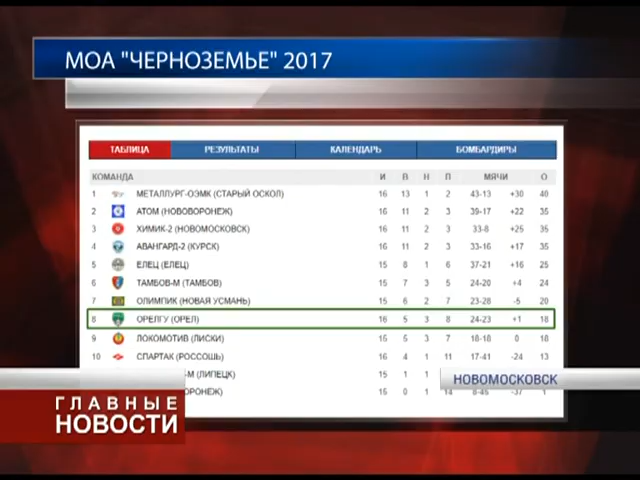 МОА "ЧЕРНОЗЕМЬЕ" 2017
ТАБЛИЦА РЕЗУЛЬТАТЫ КАЛЕНДАРЬ БОМБАРДИРЫ
КОМАНДА И В Н П МЯЧИ О
1 МЕТАЛЛУРГ-ОЭМК (СТАРЫЙ ОСКОЛ) 16 13 1 2 43-13 +30 40
2 АТОМ (НОВОВОРОНЕЖ) 16 11 2 3 39-17 +22 35
3 ХИМИК-2 (НОВОМОСКОВСК) 16 11 2 3 33-8 +25 35
4 АВАНГАРД-2 (КУРСК) 16 11 2 3 33-16 +17 35
5 ЕЛЕЦ (ЕЛЕЦ) 15 8 1 6 37-21 +16 25
6 ТАМБОВ-М (ТАМБОВ) 15 7 3 5 24-20 +4 24
7 ОЛИМПИК (НОВАЯ УСМАНЬ) 15 6 2 7 23-28 -5 20
8 ОРЕЛГУ (ОРЕЛ) 16 5 3 8 24-23 +1 18
9 ЛОКОМОТИВ (ЛИСКИ) 15 5 3 7 18-18 0 18
10 СПАРТАК (РОССОШЬ) 16 4 1 11 17-41 -24 13
-М (ЛИПЕЦК) 15 1 1
ОРОНЕЖ) 15 0 1 14 8-45 -37 1
НОВОМОСКОВСК
ГЛАВНЫЕ
НОВОСТИ